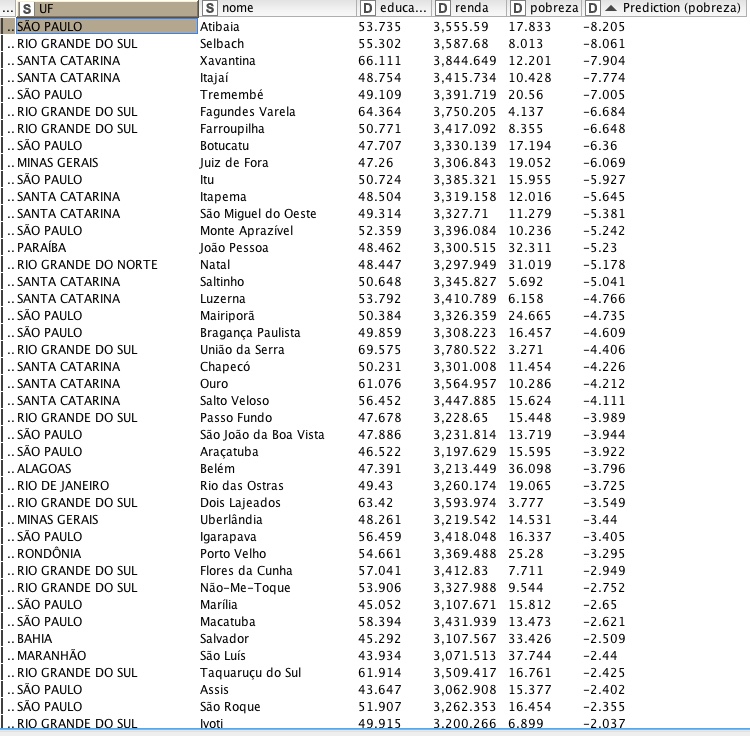 ... S UF S nome D educa... D renda D pobreza D Prediction (pobreza)
.. SÃO PAULO Atibaia 53.735 3,555.59 17.833 -8.205
.. RIO GRANDE DO SUL Selbach 55.302 3,587.68 8.013 -8.061
.. SANTA CATARINA Xavantina 66.111 3,844.649 12.201 -7.904
.. SANTA CATARINA Itajaí 48.754 3,415.734 10.428 -7.774
.. SÃO PAULO Tremembé 49.109 3,391.719 20.56 -7.005
.. RIO GRANDE DO SUL Fagundes Varela 64.364 3,750.205 4.137 -6.684
.. RIO GRANDE DO SUL Farroupilha 50.771 3,417.092 8.355 -6.648
.. SÃO PAULO Botucatu 47.707 3,330.139 17.194 -6.36
.. MINAS GERAIS Juiz de Fora 47.26 3,306.843 19.052 -6.069
.. SÃO PAULO Itu 50.724 3,385.321 15.955 -5.927
.. SANTA CATARINA Itapema 48.504 3,319.158 12.016 -5.645
.. SANTA CATARINA São Miguel do Oeste 49.314 3,327.71 11.279 -5.381
.. SÃO PAULO Monte Aprazível 52.359 3,396.084 10.236 -5.242
.. PARAÍBA João Pessoa 48.462 3,300.515 32.311 -5.23
.. RIO GRANDE DO NORTE Natal 48.447 3,297.949 31.019 -5.178
.. SANTA CATARINA Saltinho 50.648 3,345.827 5.692 -5.041
.. SANTA CATARINA Luzerna 53.792 3,410.789 6.158 -4.766
.. SÃO PAULO Mairiporã 50.384 3,326.359 24.665 -4.735
.. SÃO PAULO Bragança Paulista 49.859 3,308.223 16.457 -4.609
.. RIO GRANDE DO SUL União da Serra 69.575 3,780.522 3.271 -4.406
.. SANTA CATARINA Chapecó 50.231 3,301.008 11.454 -4.226
.. SANTA CATARINA Ouro 61.076 3,564.957 10.286 -4.212
.. SANTA CATARINA Salto Veloso 56.452 3,447.885 15.624 -4.111
.. RIO GRANDE DO SUL Passo Fundo 47.678 3,228.65 15.448 -3.989
.. SÃO PAULO São João da Boa Vista 47.886 3,231.814 13.719 -3.944
.. SÃO PAULO Araçatuba 46.522 3,197.629 15.595 -3.922
.. ALAGOAS Belém 47.391 3,213.449 36.098 -3.796
.. RIO DE JANEIRO Rio das Ostras 49.43 3,260.174 19.065 -3.725
.. RIO GRANDE DO SUL Dois Lajeados 63.42 3,593.974 3.777 -3.549
.. MINAS GERAIS Uberlândia 48.261 3,219.542 14.531 -3.44
.. SÃO PAULO Igarapava 56.459 3,418.048 16.337 -3.405
.. RONDÔNIA Porto Velho 54.661 3,369.488 25.28 -3.295
.. RIO GRANDE DO SUL Flores da Cunha 57.041 3,412.83 7.711 -2.949
.. RIO GRANDE DO SUL Não-Me-Toque 53.906 3,327.988 9.544 -2.752
.. SÃO PAULO Marília 45.052 3,107.671 15.812 -2.65
.. SÃO PAULO Macatuba 58.394 3,431.939 13.473 -2.621
.. BAHIA Salvador 45.292 3,107.567 33.426 -2.509
.. MARANHÃO São Luís 43.934 3,071.513 37.744 -2.44
.. RIO GRANDE DO SUL Taquaruçu do Sul 61.914 3,509.417 16.761 -2.425
.. SÃO PAULO Assis 43.647 3,062.908 15.377 -2.402
.. SÃO PAULO São Roque 51.907 3,262.353 16.454 -2.355
.. RIO GRANDE DO SUL Ivoti 49.915 3,200.266 6.899 -2.037